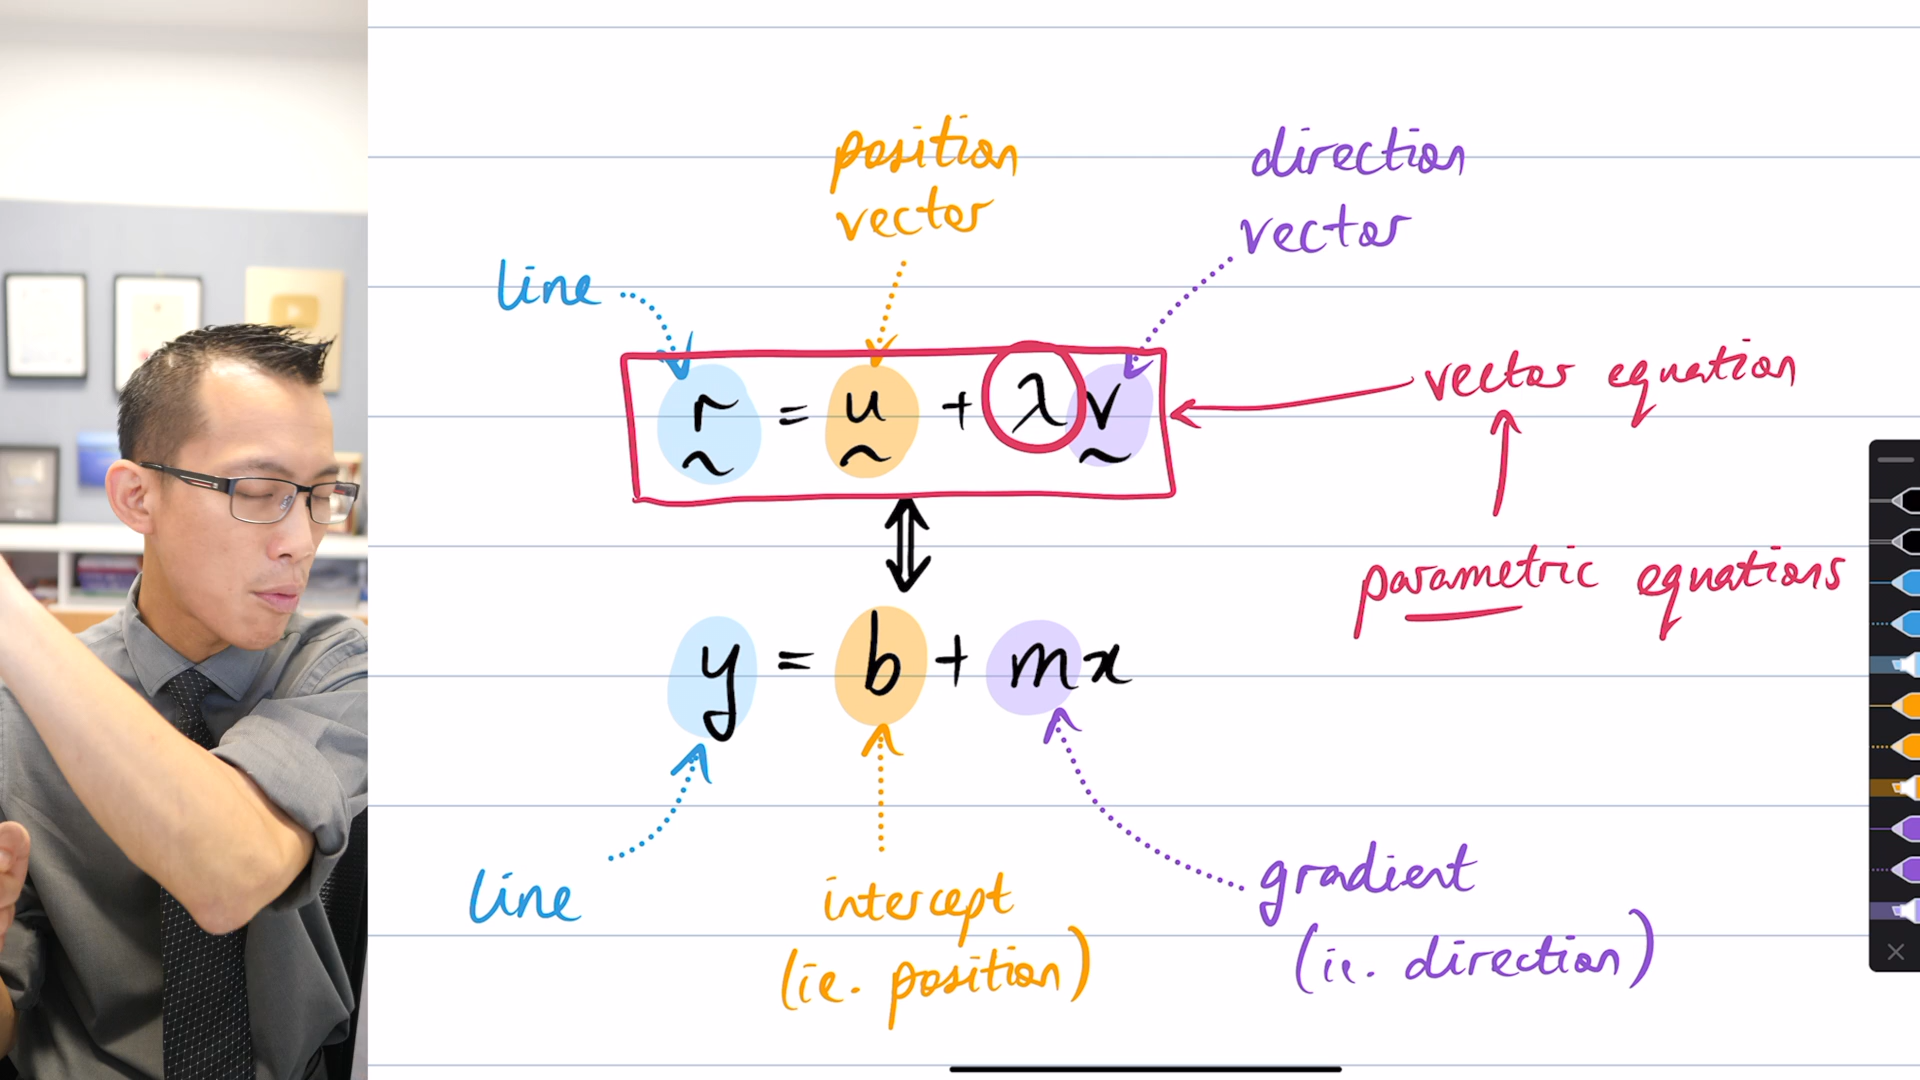 position
vector
direction
vector
line
r = u + λv
~ ~ ~
vector equation
parametric equations
y = b + mx
line
intercept
(ie. position)
gradient
(ie. direction)